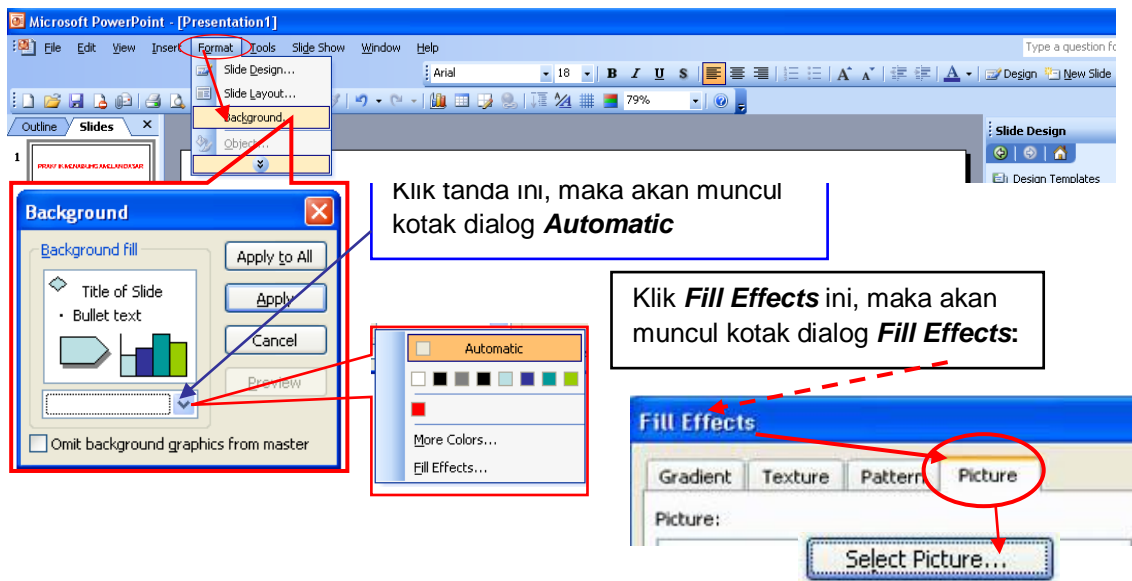 Microsoft PowerPoint - [Presentation1]
File Edit View Insert Format Tools Slide Show Window Help
Type a question fo
Slide Design...
Slide Layout...
Background...
Object...
Arial 18 B I U S A A A Design New Slide
79%
Outline Slides X
Slide Design
Design Templates
1
Klik tanda ini, maka akan muncul
kotak dialog Automatic
Background
Background fill
Title of Slide
• Bullet text
Apply to All
Apply
Cancel
Preview
Omit background graphics from master
Automatic
More Colors...
Fill Effects...
Klik Fill Effects ini, maka akan
muncul kotak dialog Fill Effects:
Fill Effects
Gradient Texture Pattern Picture
Picture:
Select Picture...